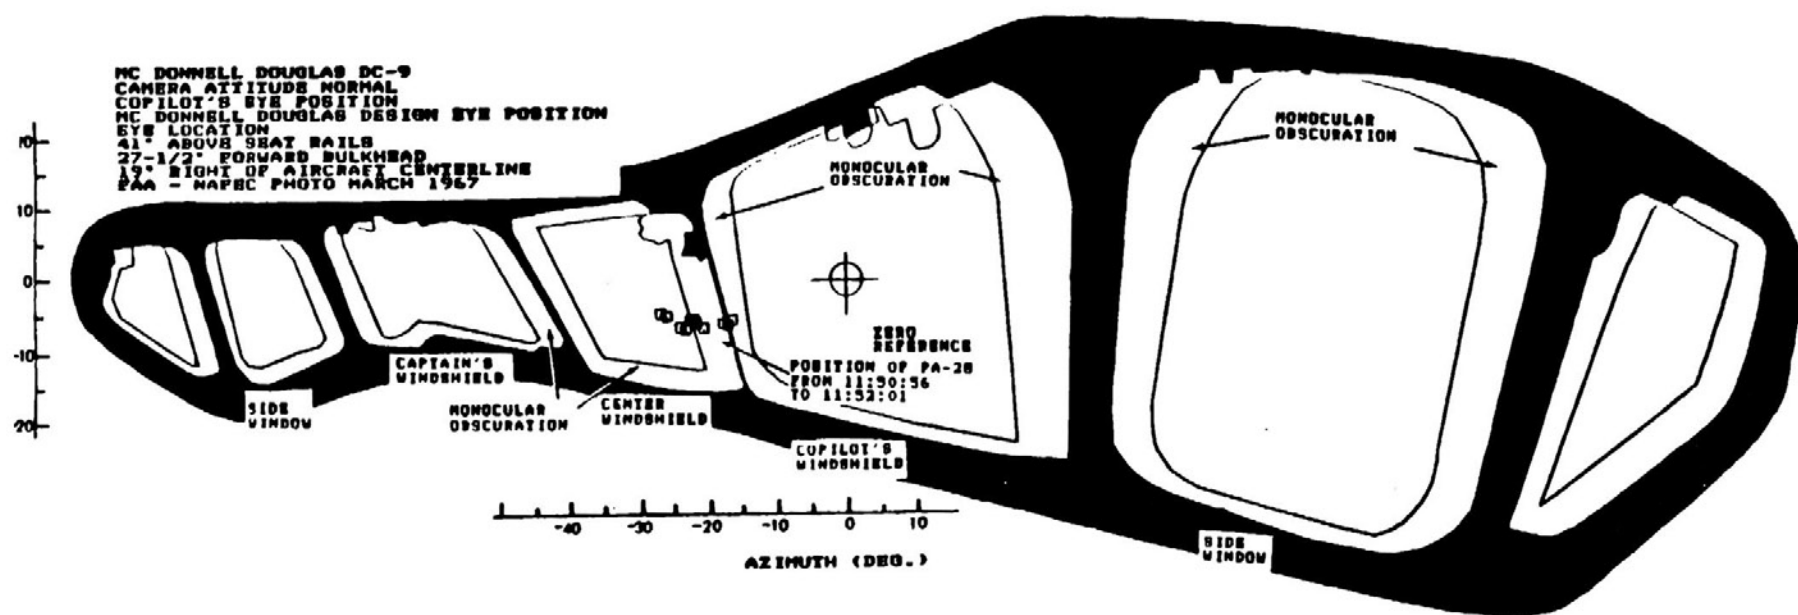 MC DONNELL DOUGLAS DC-9
CAMERA ATTITUDE NORMAL
COPILOT'S EYE POSITION
MC DONNELL DOUGLAS DESIGN EYE POSITION
EYE LOCATION
41" ABOVE SEAT RAILS
27-1/2" FORWARD BULKHEAD
19" RIGHT OF AIRCRAFT CENTERLINE
FAA - NAFEC PHOTO MARCH 1967
MONOCULAR
OBSCURATION
MONOCULAR
OBSCURATION
10
0
-10
-20
ZERO
REFERENCE
POSITION OF PA-28
FROM 11:50:56
TO 11:52:01
CAPTAIN'S
WINDSHIELD
SIDE
WINDOW
MONOCULAR
OBSCURATION
CENTER
WINDSHIELD
COPILOT'S
WINDSHIELD
SIDE
WINDOW
-40 -30 -20 -10 0 10
AZIMUTH (DEG.)